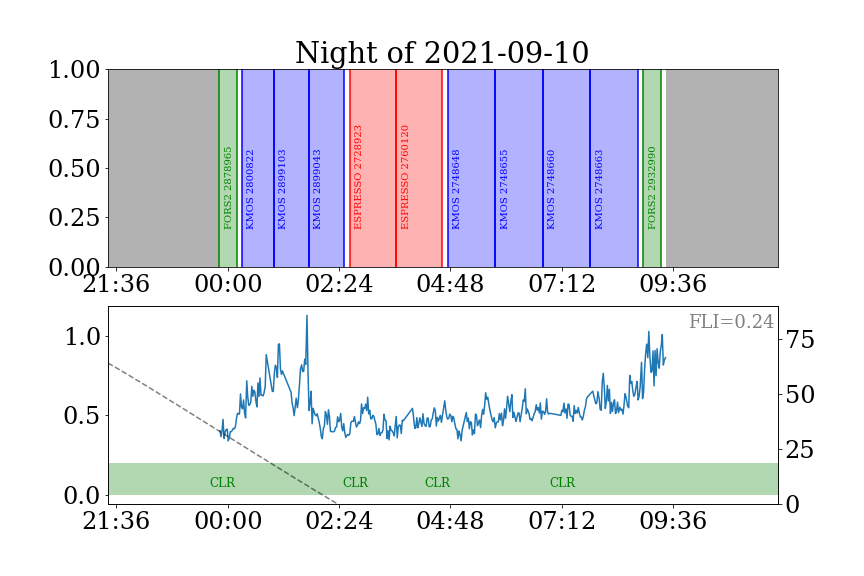 Night of 2021-09-10
1.00
0.75
0.50
0.25
0.00
FORS2 2878965
KMOS 2800822
KMOS 2899103
KMOS 2899043
ESPRESSO 2728923
ESPRESSO 2760120
KMOS 2748648
KMOS 2748655
KMOS 2748660
KMOS 2748663
FORS2 2932990
21:36 00:00 02:24 04:48 07:12 09:36
FLI=0.24
1.0
0.5
0.0
75
50
25
0
CLR CLR CLR CLR
21:36 00:00 02:24 04:48 07:12 09:36